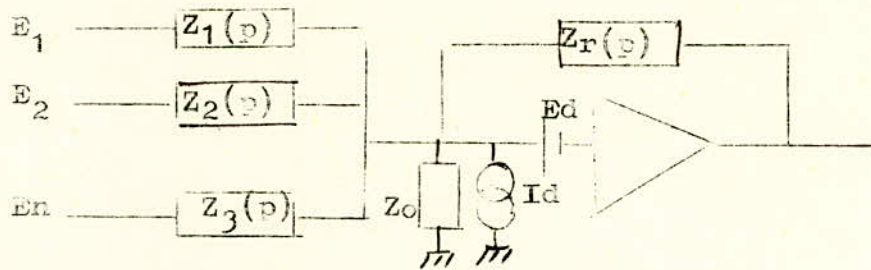 E1 Z1(p) Zr(p)
E2 Z2(p) Ed
En Z3(p) Zo Id